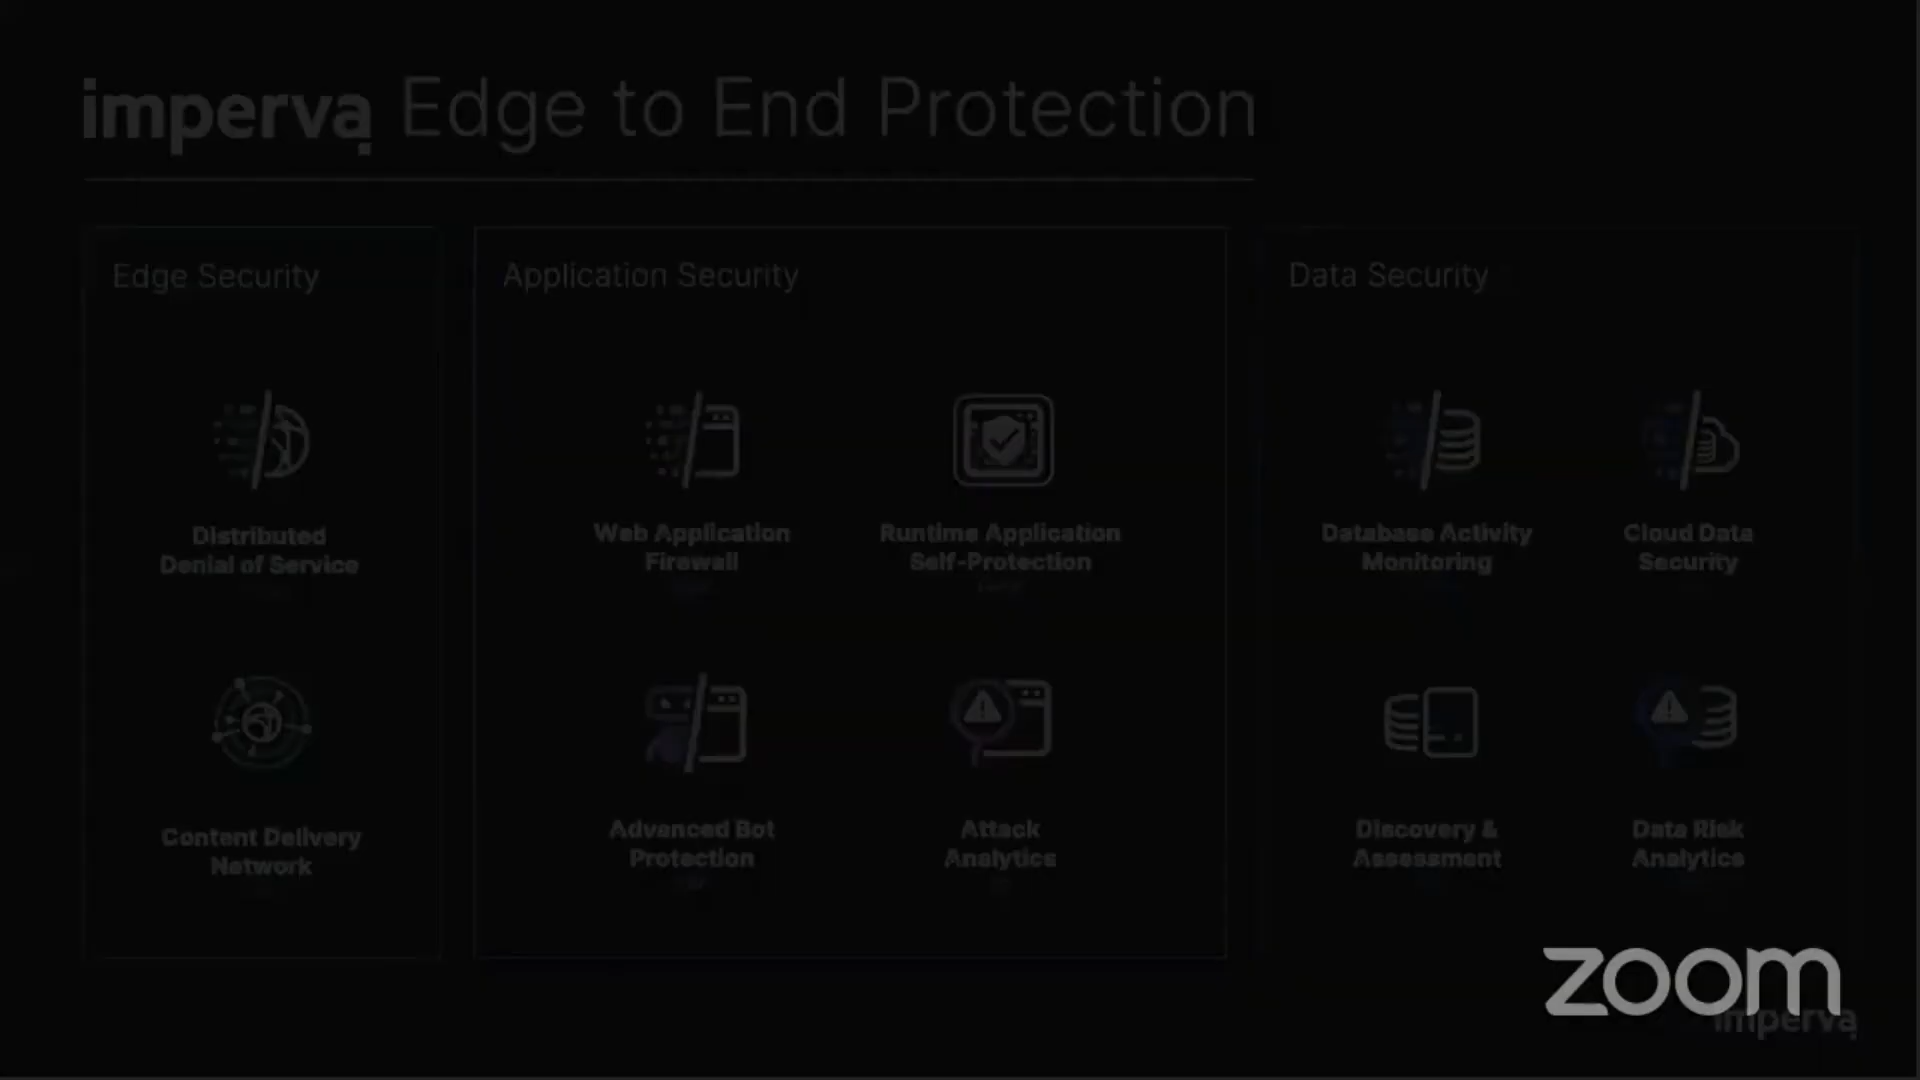 imperva Edge to End Protection
Edge Security
Distributed
Denial of Service
Content Delivery
Network
Application Security
Web Application
Firewall
Runtime Application
Self-Protection
Advanced Bot
Protection
Attack
Analytics
Data Security
Database Activity
Monitoring
Cloud Data
Security
Discovery &
Assessment
Data Risk
Analytics
zoom
imperva